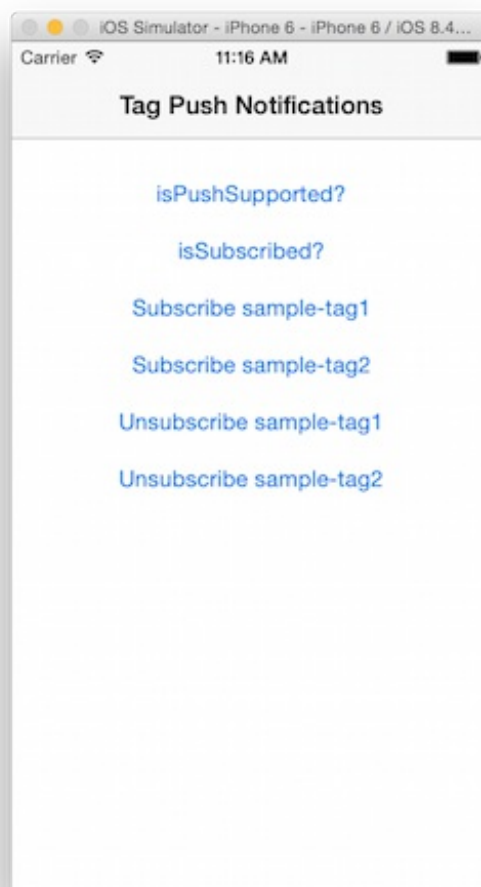 iOS Simulator - iPhone 6 - iPhone 6 / iOS 8.4...
Carrier 11:16 AM
Tag Push Notifications
isPushSupported?
isSubscribed?
Subscribe sample-tag1
Subscribe sample-tag2
Unsubscribe sample-tag1
Unsubscribe sample-tag2